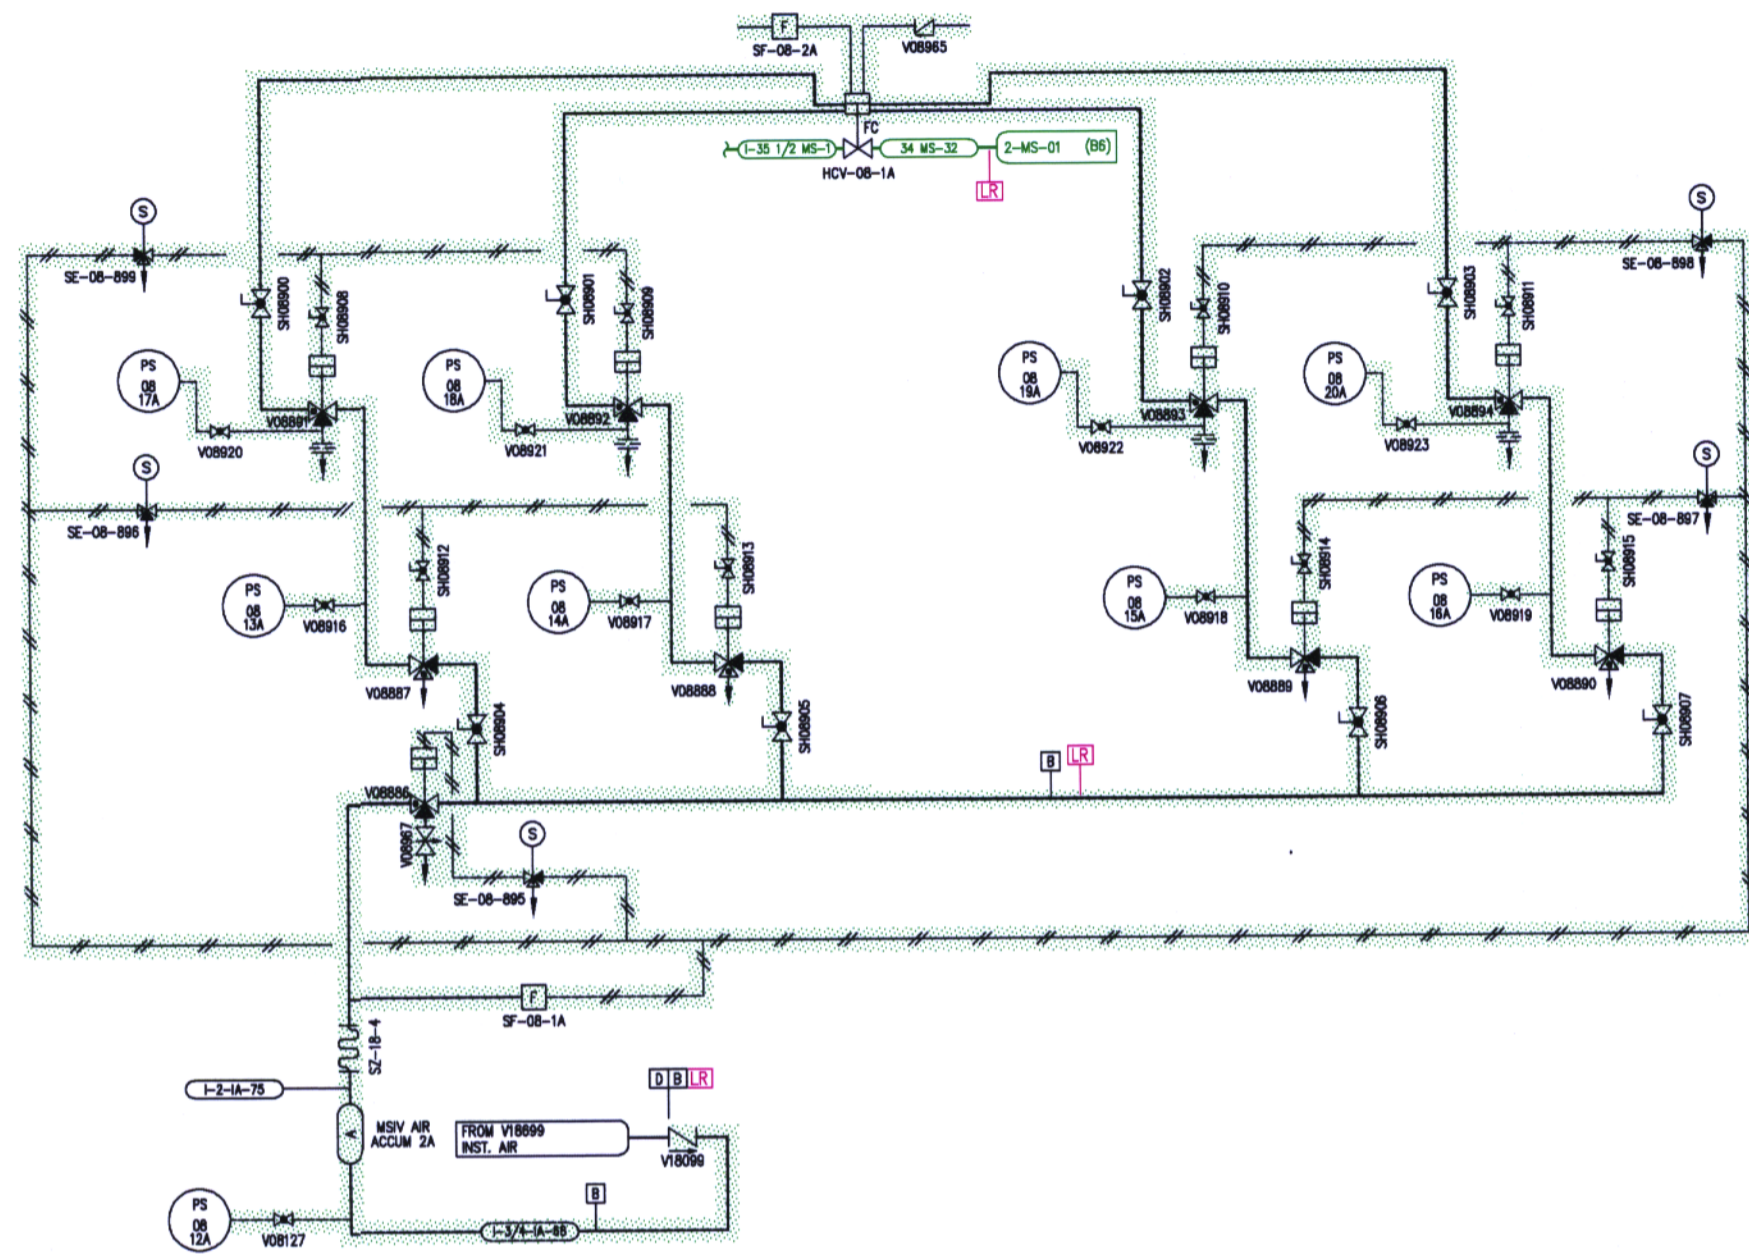 F
SF-08-2A
V08965
FC
I-35 1/2 MS-1
34 MS-32
2-MS-01 (B6)
HCV-08-1A
LR
S
SE-08-899
SH08900
SH08908
SH08901
SH08909
SH08902
SH08910
SH08903
SH08911
S
SE-08-898
PS
08
17A
V08920
V08891
PS
08
18A
V08921
V08892
PS
08
19A
V08922
V08893
PS
08
20A
V08923
V08894
S
SE-08-896
S
SE-08-897
SH08912
SH08913
SH08914
SH08915
PS
08
13A
V08916
V08887
PS
08
14A
V08917
V08888
PS
08
15A
V08918
V08889
PS
08
16A
V08919
V08890
SH08904
SH08905
SH08906
SH08907
B
LR
V08886
V08967
S
SE-08-895
F
SF-08-1A
SZ-18-4
I-2-IA-75
A
MSIV AIR
ACCUM 2A
FROM V18699
INST. AIR
D B LR
V18099
PS
08
12A
V08127
B